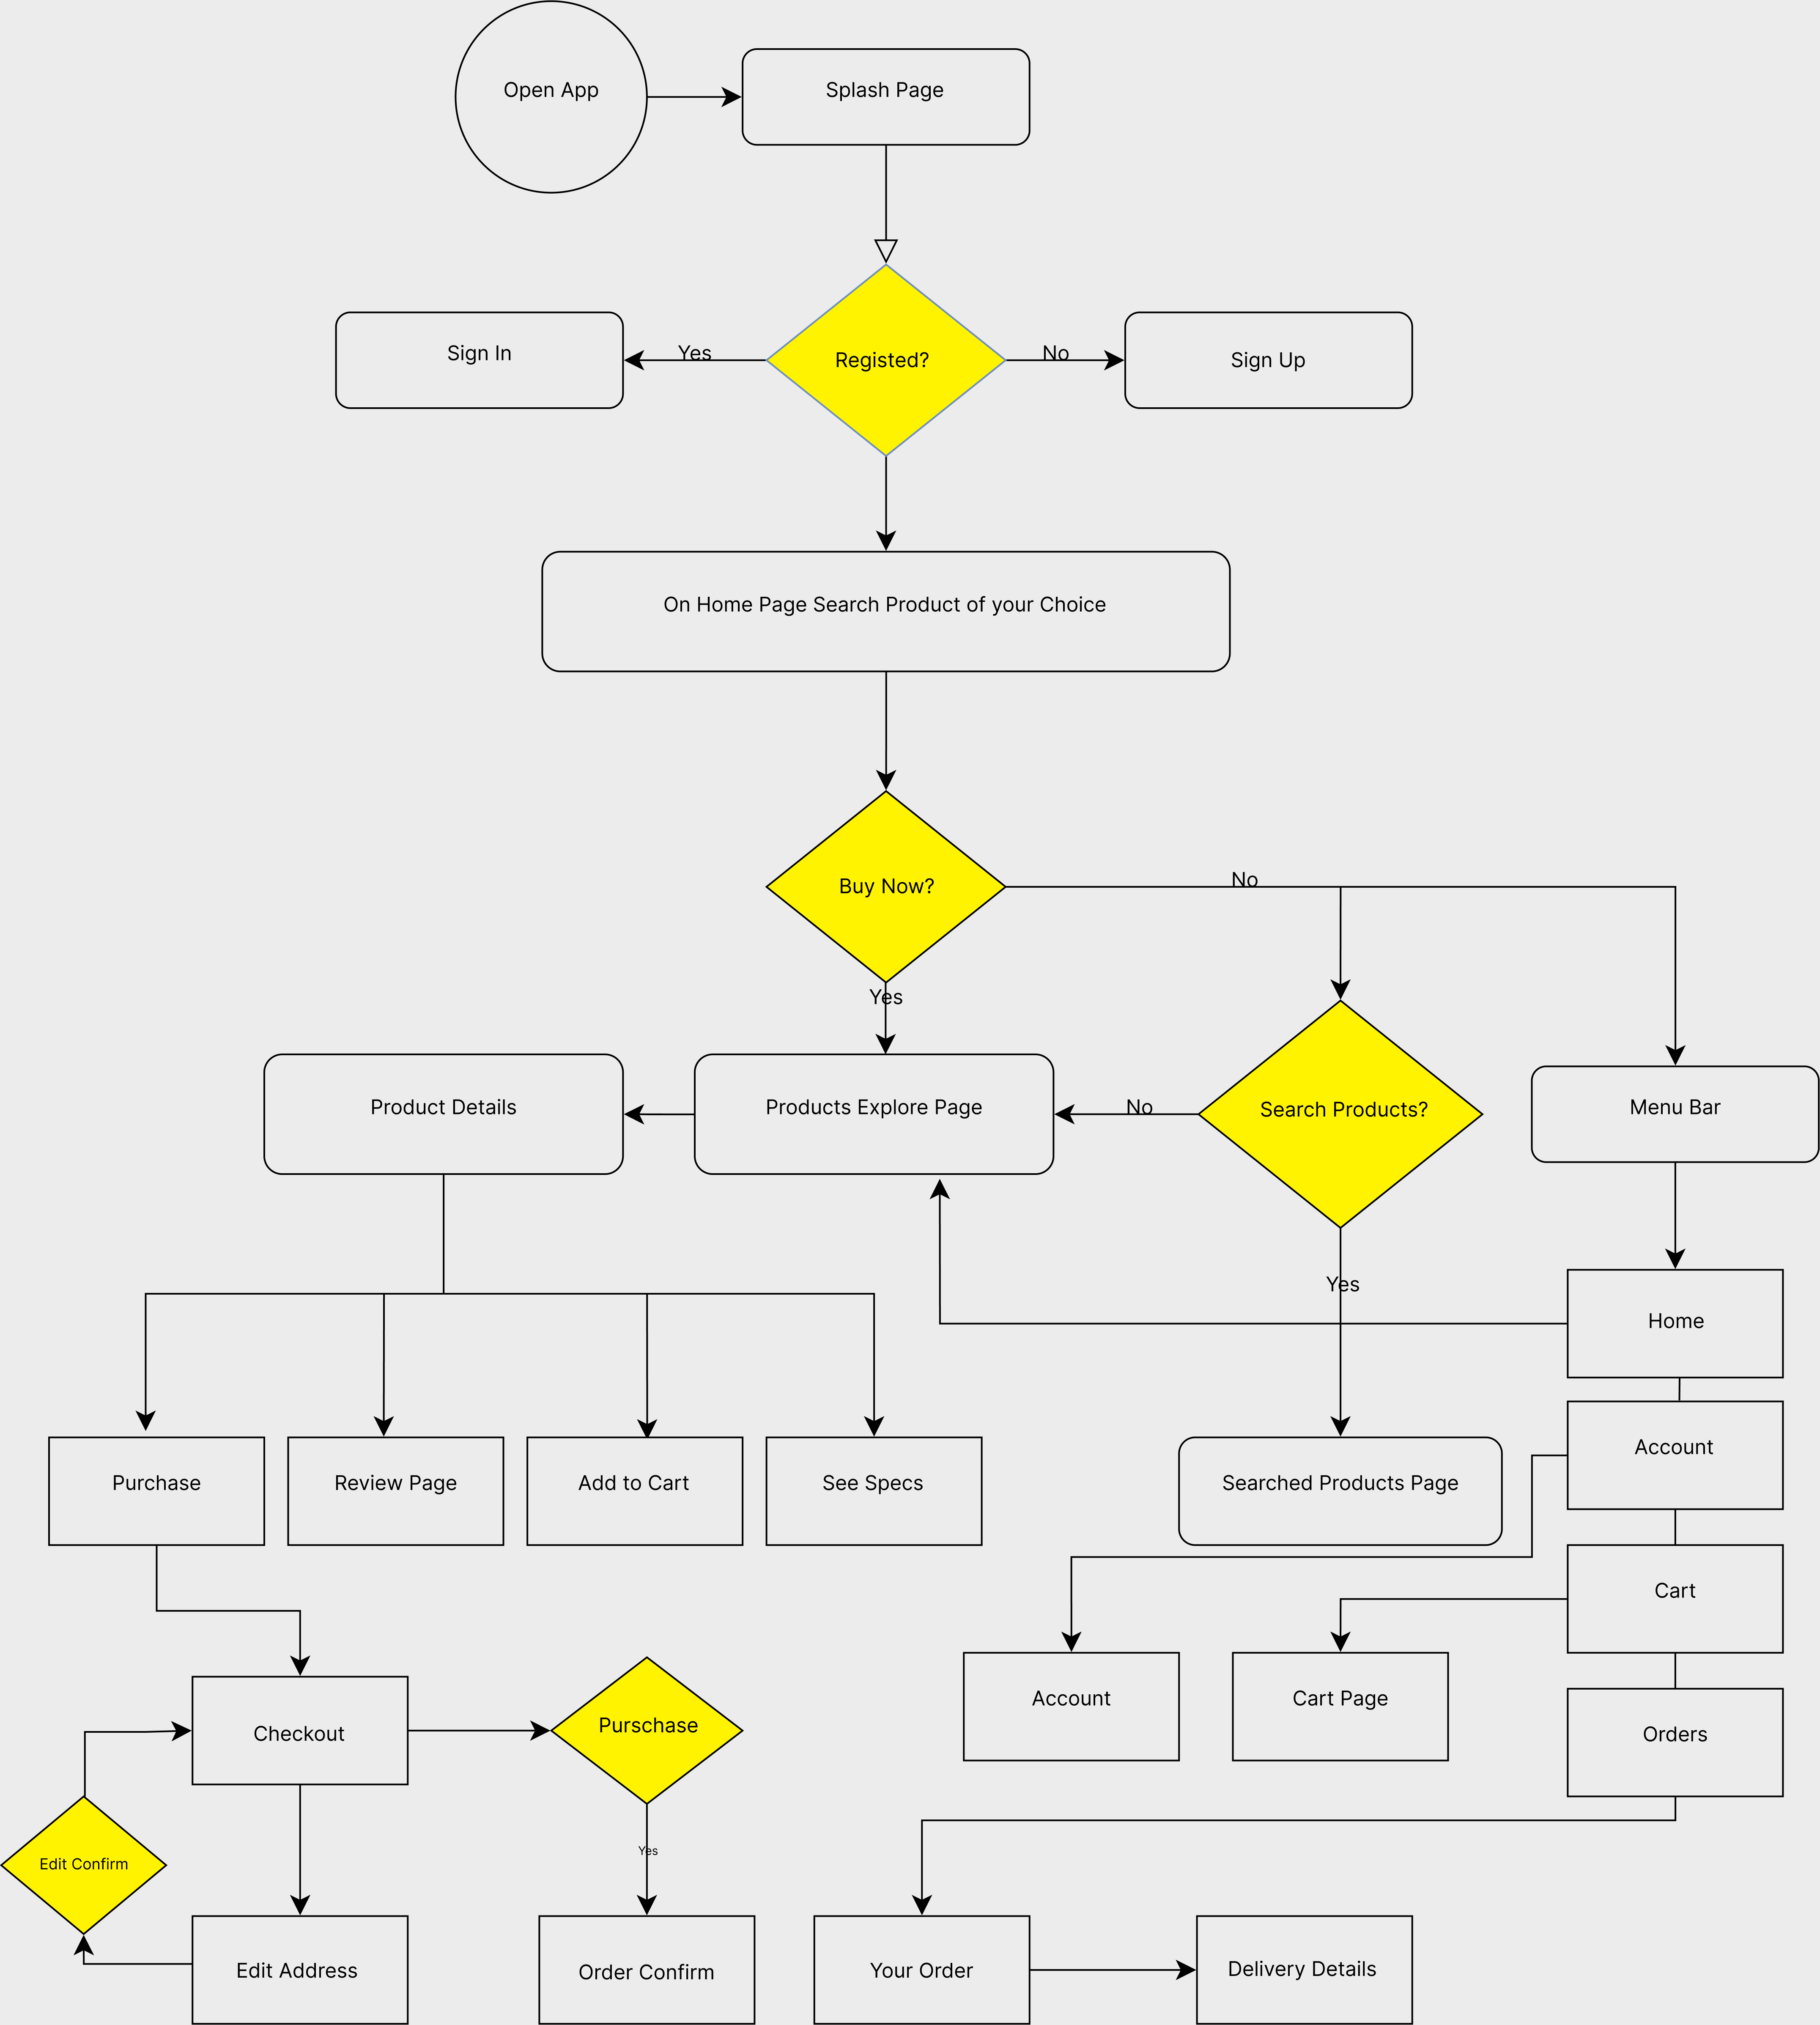 Open App
Splash Page
Sign In
Yes
Registed?
No
Sign Up
On Home Page Search Product of your Choice
Buy Now?
No
Yes
Product Details
Products Explore Page
No
Search Products?
Menu Bar
Yes
Home
Account
Purchase
Review Page
Add to Cart
See Specs
Searched Products Page
Cart
Account
Cart Page
Orders
Checkout
Purschase
Yes
Edit Confirm
Edit Address
Order Confirm
Your Order
Delivery Details